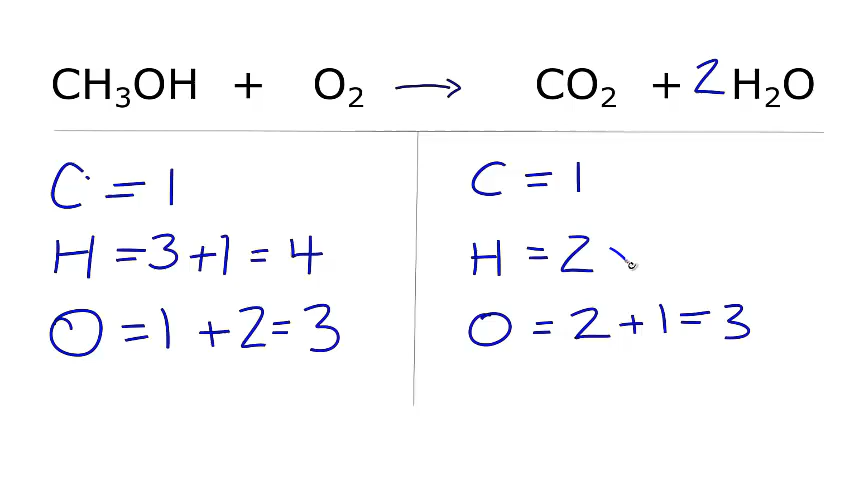 CH₃OH + O₂ → CO₂ + 2 H₂O
C = 1
H = 3 + 1 = 4
O = 1 + 2 = 3
C = 1
H = 2
O = 2 + 1 = 3